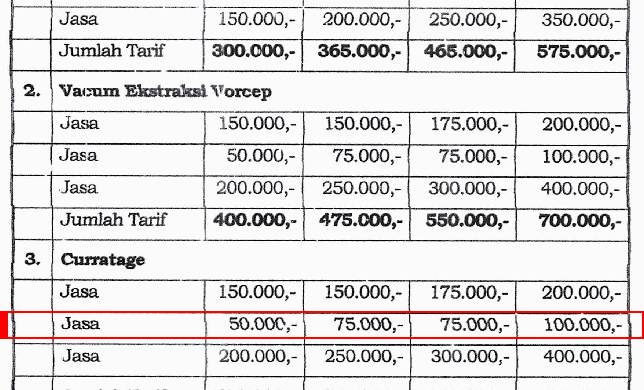 Jasa 150.000,- 200.000,- 250.000,- 350.000,-
Jumlah Tarif 300.000,- 365.000,- 465.000,- 575.000,-
2. Vacum Ekstraksi Vorcep
Jasa 150.000,- 150.000,- 175.000,- 200.000,-
Jasa 50.000,- 75.000,- 75.000,- 100.000,-
Jasa 200.000,- 250.000,- 300.000,- 400.000,-
Jumlah Tarif 400.000,- 475.000,- 550.000,- 700.000,-
3. Curratage
Jasa 150.000,- 150.000,- 175.000,- 200.000,-
Jasa 50.000,- 75.000,- 75.000,- 100.000,-
Jasa 200.000,- 250.000,- 300.000,- 400.000,-